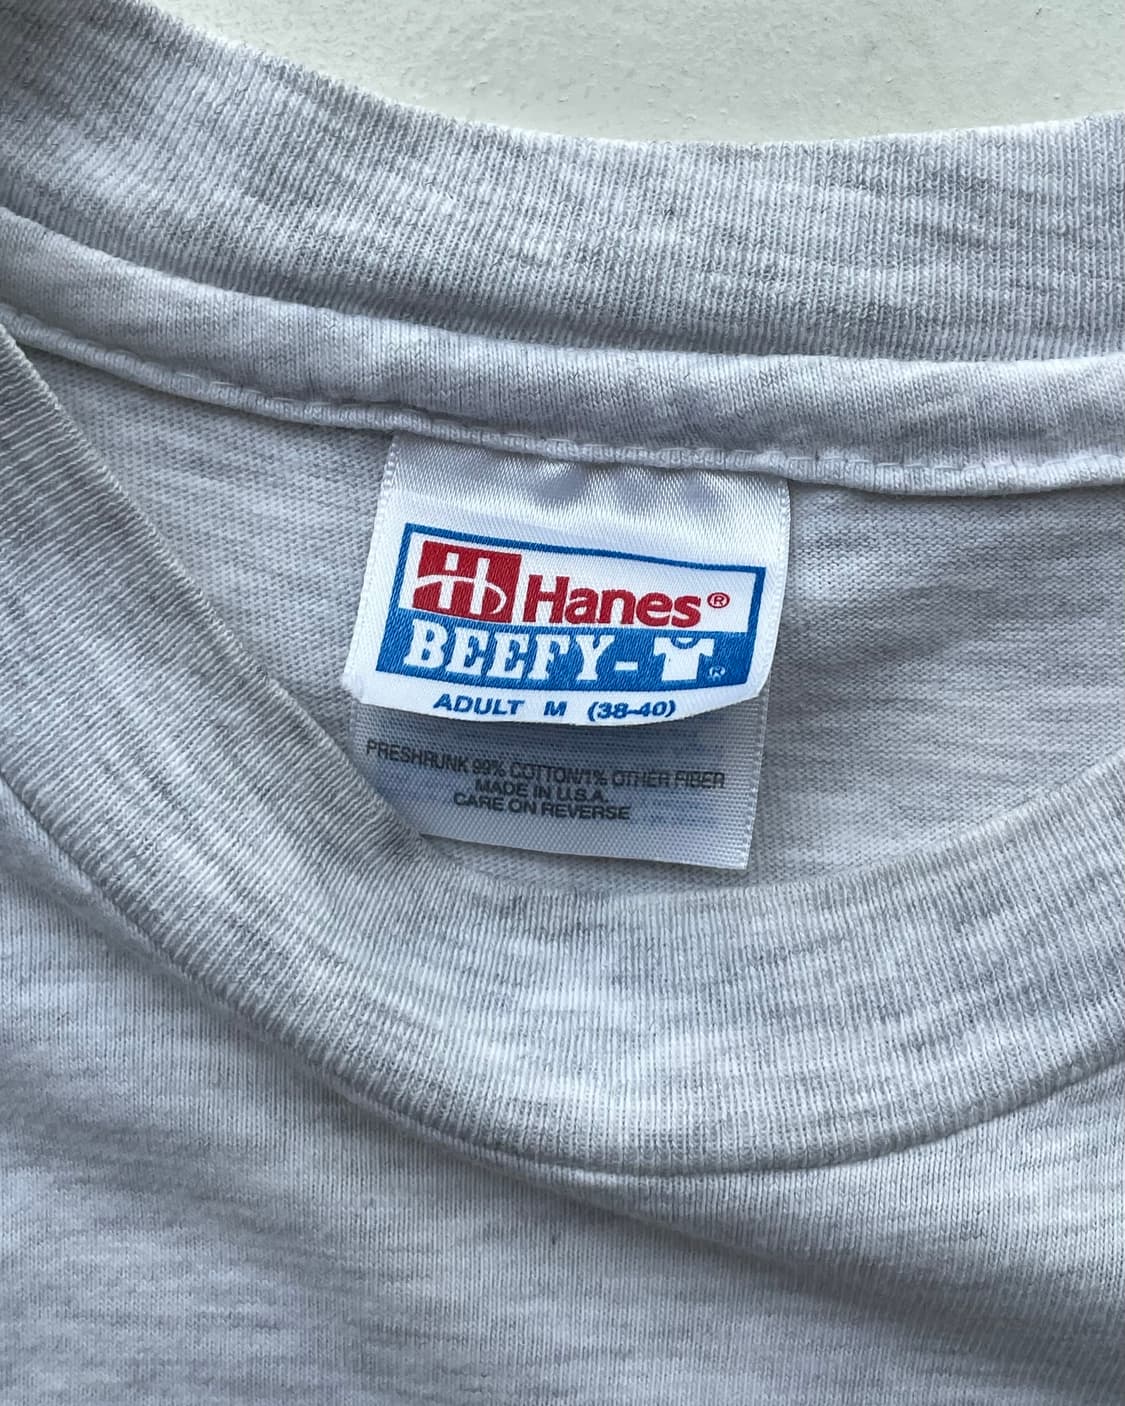 Hanes®
BEEFY-T®
ADULT M (38-40)
PRESHRUNK 99% COTTON/1% OTHER FIBER
MADE IN U.S.A.
CARE ON REVERSE